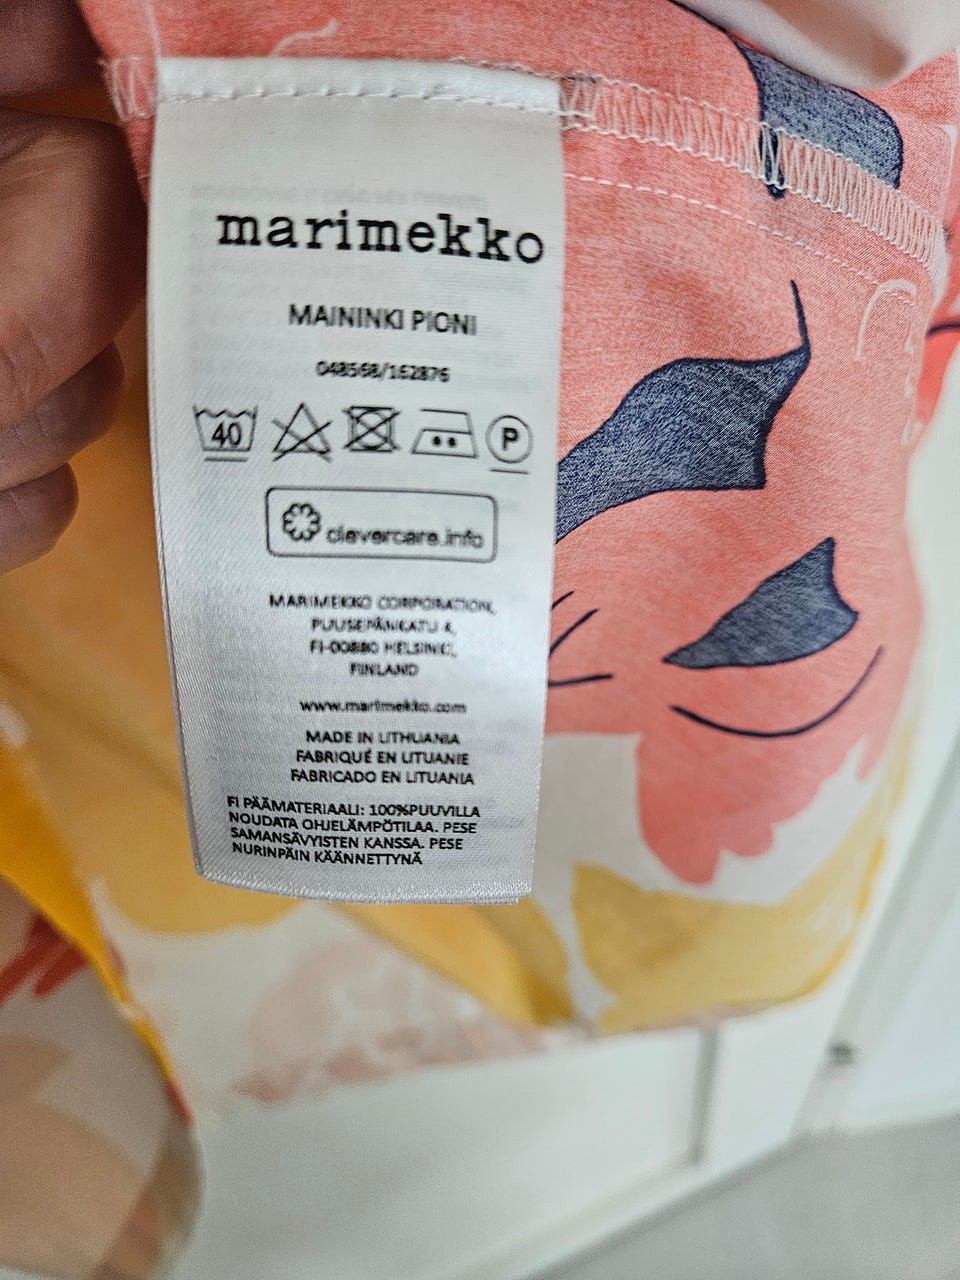 marimekko
MAININKI PIONI
048568/162876
40
P
clevercare.info
MARIMEKKO CORPORATION,
PUUSEPÄNKATU 4,
FI-00880 HELSINKI,
FINLAND
www.marimekko.com
MADE IN LITHUANIA
FABRIQUÉ EN LITUANIE
FABRICADO EN LITUANIA
FI PÄÄMATERIAALI: 100%PUUVILLA
NOUDATA OHJELÄMPÖTILAA. PESE
SAMANSÄVYISTEN KANSSA. PESE
NURINPÄIN KÄÄNNETTYNÄ